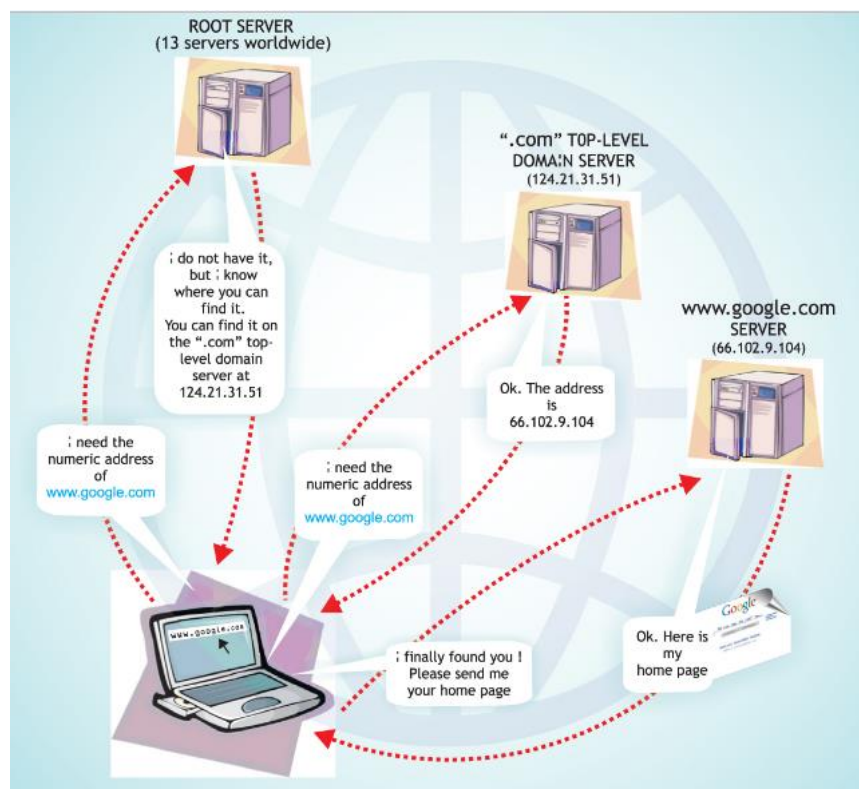 ROOT SERVER
(13 servers worldwide)
“.com” T0P-LEVEL
DOMA¡N SERVER
(124.21.31.51)
¡ do not have it,
but ¡ know
where you can
find it.
You can find it on
the “.com” top-
level domain
server at
124.21.31.51
www.google.com
SERVER
(66.102.9.104)
Ok. The address
is
66.102.9.104
¡ need the
numeric address
of
www.google.com
¡ need the
numeric address
of
www.google.com
www.google.com
¡ finally found you !
Please send me
your home page
Google
Ok. Here is
my
home page